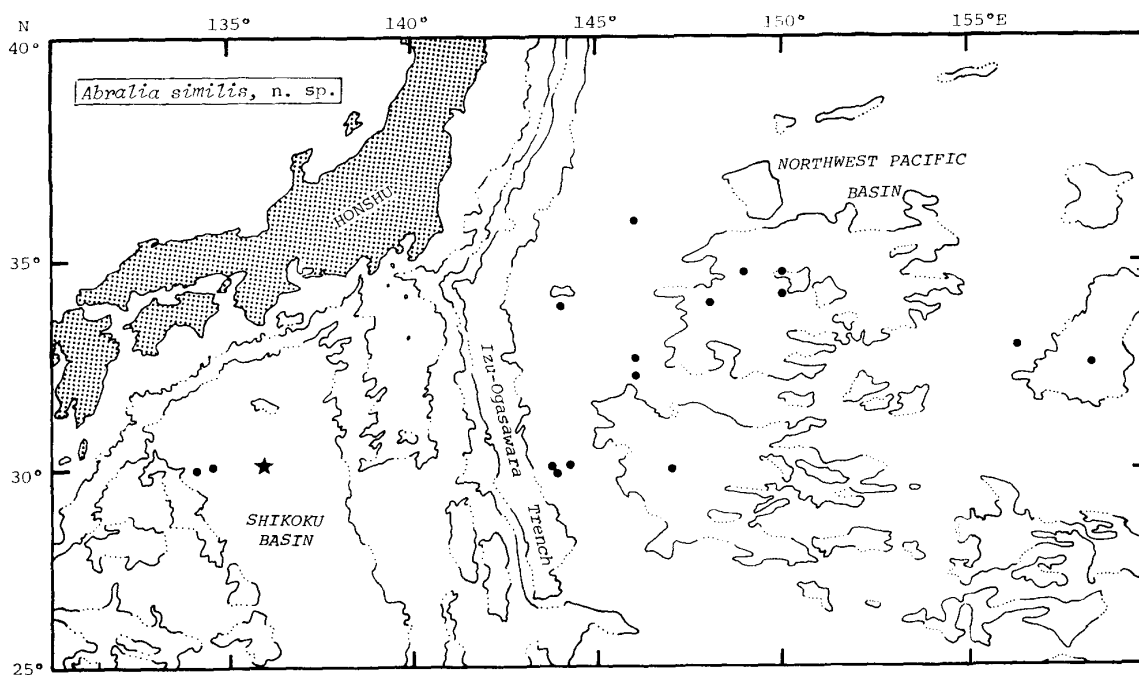 N
135° 140° 145° 150° 155°E
40°
Abralia similis, n. sp.
HONSHU
NORTHWEST PACIFIC
BASIN
35°
Izu-Ogasawara
Trench
30°
SHIKOKU
BASIN
25°